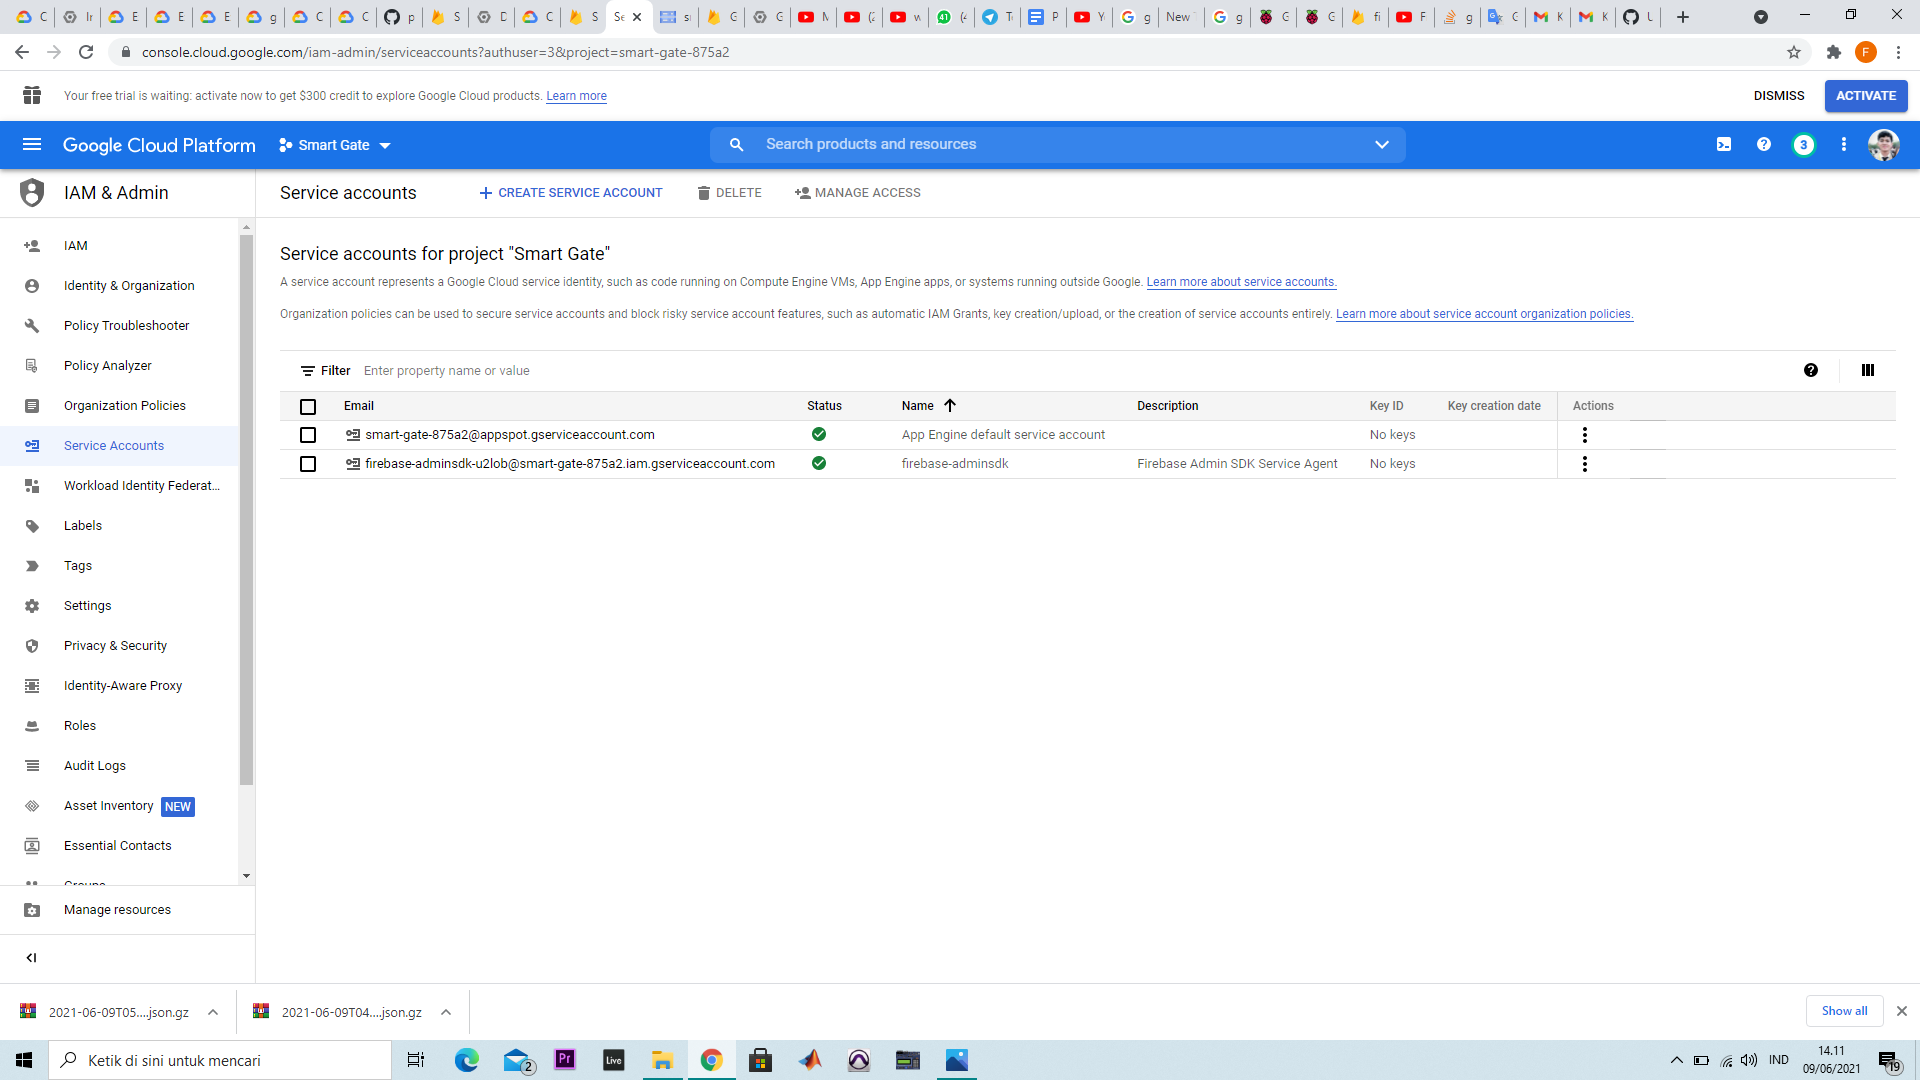 console.cloud.google.com/iam-admin/serviceaccounts?authuser=3&project=smart-gate-875a2
F
Your free trial is waiting: activate now to get $300 credit to explore Google Cloud products. Learn more
DISMISS
ACTIVATE
Google Cloud Platform
Smart Gate
Search products and resources
3
IAM & Admin
Service accounts
CREATE SERVICE ACCOUNT
DELETE
MANAGE ACCESS
IAM
Identity & Organization
Policy Troubleshooter
Policy Analyzer
Organization Policies
Service Accounts
Workload Identity Federat...
Labels
Tags
Settings
Privacy & Security
Identity-Aware Proxy
Roles
Audit Logs
Asset Inventory NEW
Essential Contacts
Groups
Manage resources
Service accounts for project "Smart Gate"
A service account represents a Google Cloud service identity, such as code running on Compute Engine VMs, App Engine apps, or systems running outside Google. Learn more about service accounts.
Organization policies can be used to secure service accounts and block risky service account features, such as automatic IAM Grants, key creation/upload, or the creation of service accounts entirely. Learn more about service account organization policies.
Filter Enter property name or value
Email Status Name Description Key ID Key creation date Actions
smart-gate-875a2@appspot.gserviceaccount.com App Engine default service account No keys
firebase-adminsdk-u2lob@smart-gate-875a2.iam.gserviceaccount.com firebase-adminsdk Firebase Admin SDK Service Agent No keys
2021-06-09T05....json.gz
2021-06-09T04....json.gz
Show all
Ketik di sini untuk mencari
2
Pr
Live
IND
14.11
09/06/2021
19